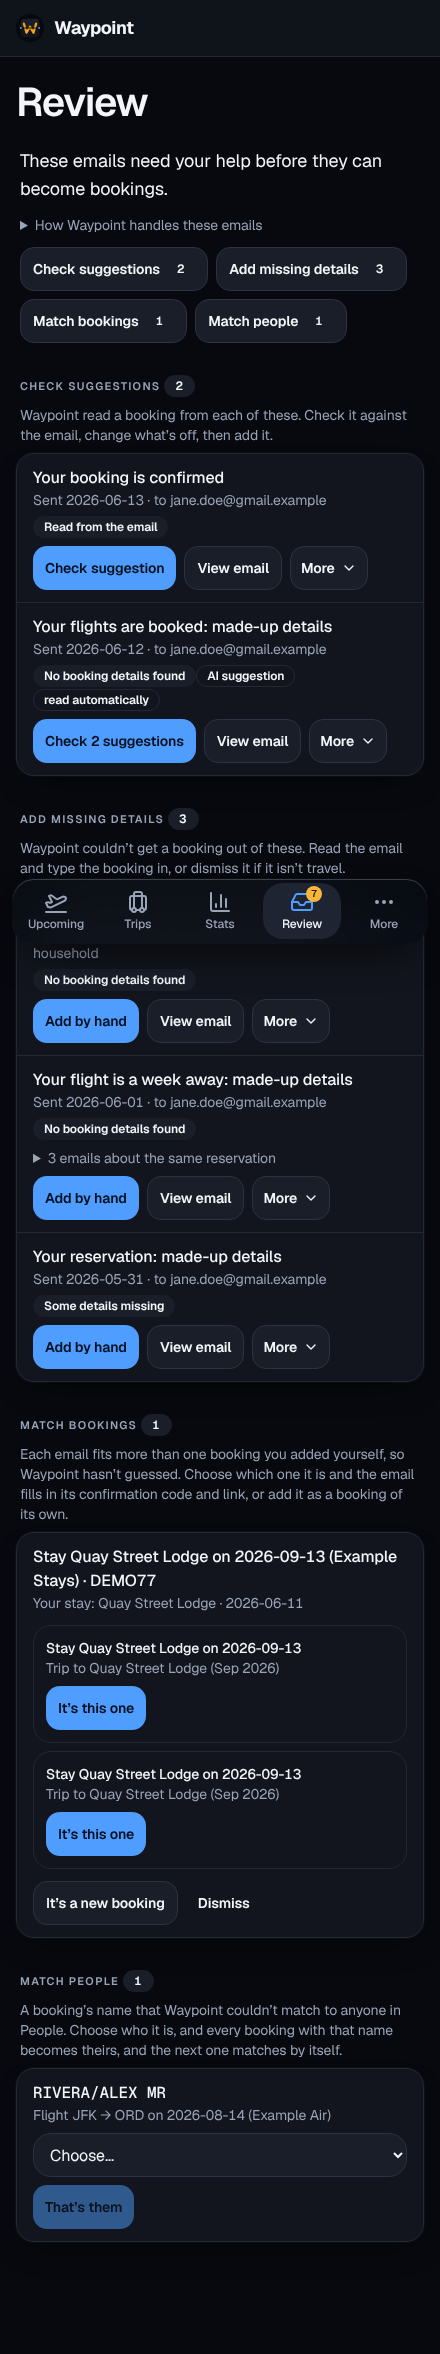 Waypoint
Review
These emails need your help before they can
become bookings.
▶ How Waypoint handles these emails
Check suggestions 2
Add missing details 3
Match bookings 1
Match people 1
CHECK SUGGESTIONS 2
Waypoint read a booking from each of these. Check it against
the email, change what's off, then add it.
Your booking is confirmed
Sent 2026-06-13 · to jane.doe@gmail.example
Read from the email
Check suggestion
View email
More
Your flights are booked: made-up details
Sent 2026-06-12 · to jane.doe@gmail.example
No booking details found
AI suggestion
read automatically
Check 2 suggestions
View email
More
ADD MISSING DETAILS 3
Waypoint couldn't get a booking out of these. Read the email
and type the booking in, or dismiss it if it isn't travel.
Upcoming
Trips
Stats
7
Review
More
household
No booking details found
Add by hand
View email
More
Your flight is a week away: made-up details
Sent 2026-06-01 · to jane.doe@gmail.example
No booking details found
▶ 3 emails about the same reservation
Add by hand
View email
More
Your reservation: made-up details
Sent 2026-05-31 · to jane.doe@gmail.example
Some details missing
Add by hand
View email
More
MATCH BOOKINGS 1
Each email fits more than one booking you added yourself, so
Waypoint hasn't guessed. Choose which one it is and the email
fills in its confirmation code and link, or add it as a booking of
its own.
Stay Quay Street Lodge on 2026-09-13 (Example
Stays) · DEMO77
Your stay: Quay Street Lodge · 2026-06-11
Stay Quay Street Lodge on 2026-09-13
Trip to Quay Street Lodge (Sep 2026)
It's this one
Stay Quay Street Lodge on 2026-09-13
Trip to Quay Street Lodge (Sep 2026)
It's this one
It's a new booking
Dismiss
MATCH PEOPLE 1
A booking's name that Waypoint couldn't match to anyone in
People. Choose who it is, and every booking with that name
becomes theirs, and the next one matches by itself.
RIVERA/ALEX MR
Flight JFK → ORD on 2026-08-14 (Example Air)
Choose...
That's them